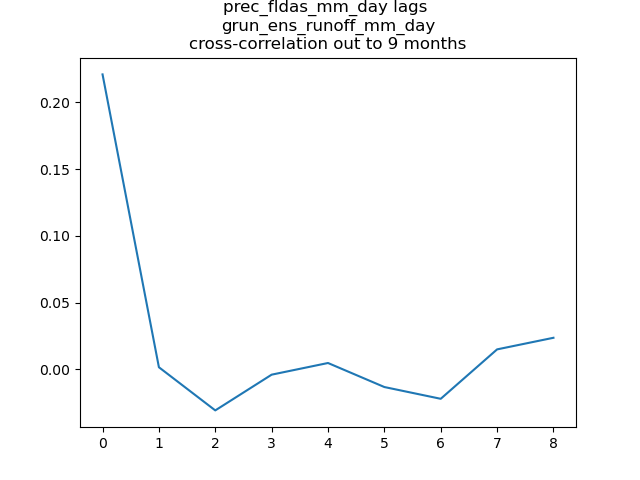 prec_fldas_mm_day lags
grun_ens_runoff_mm_day
cross-correlation out to 9 months
0.20
0.15
0.10
0.05
0.00
0 1 2 3 4 5 6 7 8